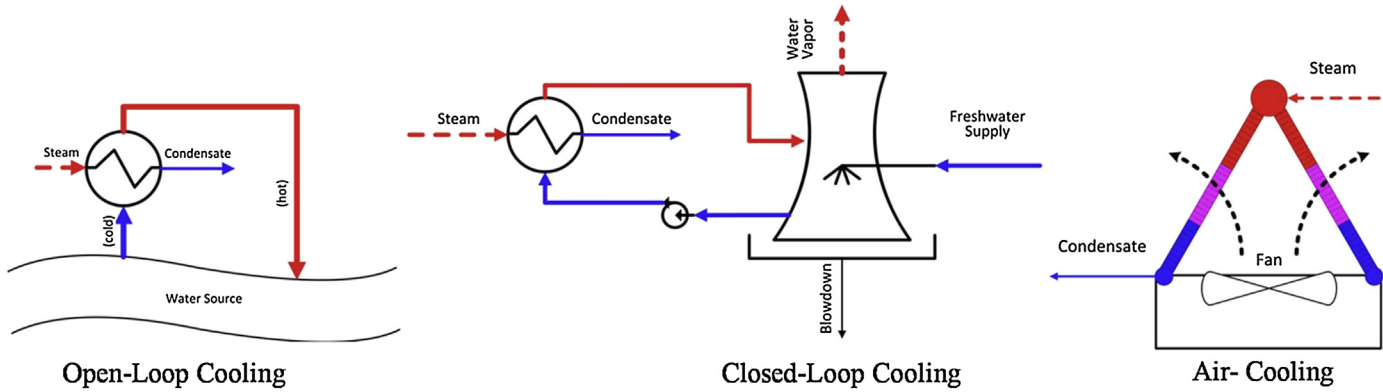 Steam
Condensate
(cold)
(hot)
Water Source
Open-Loop Cooling
Water
Vapor
Steam
Condensate
Freshwater
Supply
Blowdown
Closed-Loop Cooling
Steam
Condensate
Fan
Air- Cooling